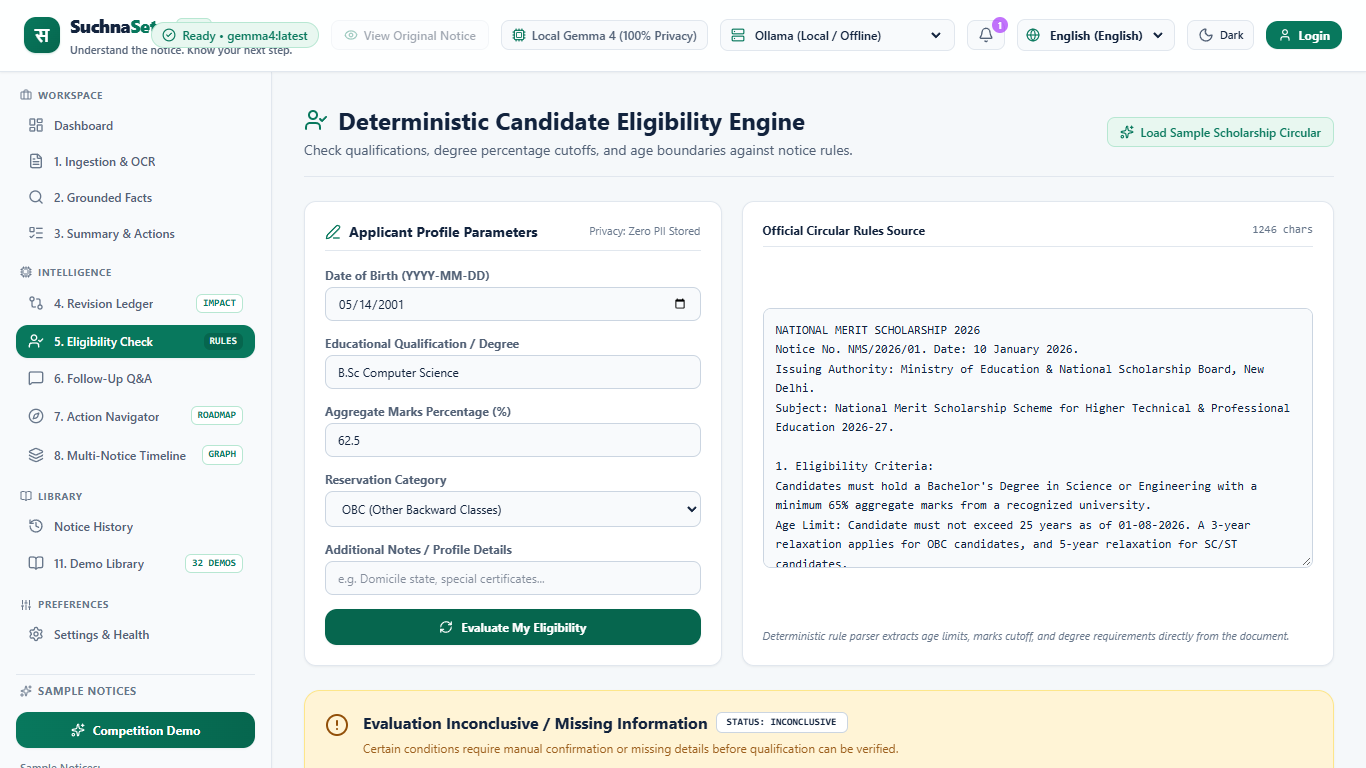 स
SuchnaSet
Understand the notice. Know your next step.
Ready • gemma4:latest
View Original Notice
Local Gemma 4 (100% Privacy)
Ollama (Local / Offline)
1
English (English)
Dark
Login
WORKSPACE
Dashboard
1. Ingestion & OCR
2. Grounded Facts
3. Summary & Actions
INTELLIGENCE
4. Revision Ledger
IMPACT
5. Eligibility Check
RULES
6. Follow-Up Q&A
7. Action Navigator
ROADMAP
8. Multi-Notice Timeline
GRAPH
LIBRARY
Notice History
11. Demo Library
32 DEMOS
PREFERENCES
Settings & Health
SAMPLE NOTICES
Competition Demo
Sample Notices:
Deterministic Candidate Eligibility Engine
Check qualifications, degree percentage cutoffs, and age boundaries against notice rules.
Load Sample Scholarship Circular
Applicant Profile Parameters
Privacy: Zero PII Stored
Date of Birth (YYYY-MM-DD)
05/14/2001
Educational Qualification / Degree
B.Sc Computer Science
Aggregate Marks Percentage (%)
62.5
Reservation Category
OBC (Other Backward Classes)
Additional Notes / Profile Details
e.g. Domicile state, special certificates...
Evaluate My Eligibility
Official Circular Rules Source
1246 chars
NATIONAL MERIT SCHOLARSHIP 2026
Notice No. NMS/2026/01. Date: 10 January 2026.
Issuing Authority: Ministry of Education & National Scholarship Board, New
Delhi.
Subject: National Merit Scholarship Scheme for Higher Technical & Professional
Education 2026-27.
1. Eligibility Criteria:
Candidates must hold a Bachelor's Degree in Science or Engineering with a
minimum 65% aggregate marks from a recognized university.
Age Limit: Candidate must not exceed 25 years as of 01-08-2026. A 3-year
relaxation applies for OBC candidates, and 5-year relaxation for SC/ST
candidates.
Deterministic rule parser extracts age limits, marks cutoff, and degree requirements directly from the document.
Evaluation Inconclusive / Missing Information
STATUS: INCONCLUSIVE
Certain conditions require manual confirmation or missing details before qualification can be verified.